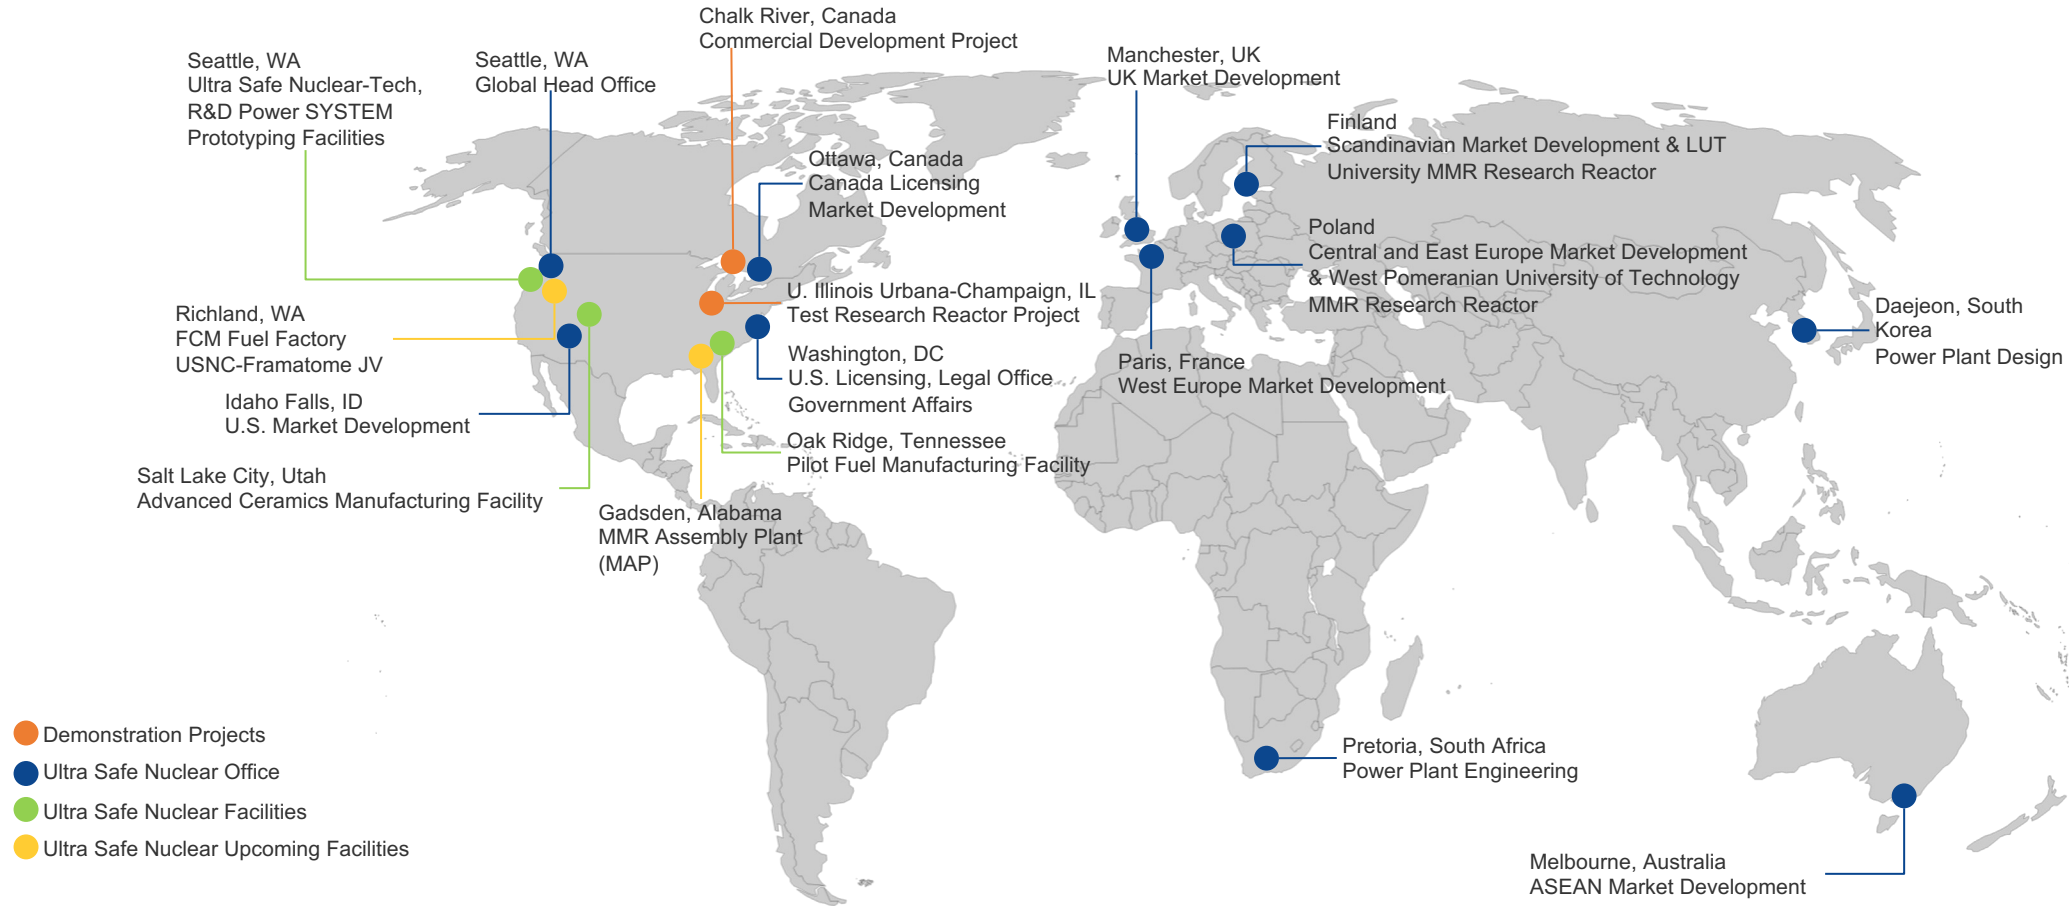 Chalk River, Canada
Commercial Development Project
Seattle, WA
Ultra Safe Nuclear-Tech,
R&D Power SYSTEM
Prototyping Facilities
Seattle, WA
Global Head Office
Manchester, UK
UK Market Development
Finland
Scandinavian Market Development & LUT
University MMR Research Reactor
Ottawa, Canada
Canada Licensing
Market Development
Poland
Central and East Europe Market Development
& West Pomeranian University of Technology
MMR Research Reactor
U. Illinois Urbana-Champaign, IL
Test Research Reactor Project
Richland, WA
FCM Fuel Factory
USNC-Framatome JV
Daejeon, South
Korea
Power Plant Design
Washington, DC
U.S. Licensing, Legal Office
Government Affairs
Paris, France
West Europe Market Development
Idaho Falls, ID
U.S. Market Development
Oak Ridge, Tennessee
Pilot Fuel Manufacturing Facility
Salt Lake City, Utah
Advanced Ceramics Manufacturing Facility
Gadsden, Alabama
MMR Assembly Plant
(MAP)
Demonstration Projects
Ultra Safe Nuclear Office
Ultra Safe Nuclear Facilities
Ultra Safe Nuclear Upcoming Facilities
Pretoria, South Africa
Power Plant Engineering
Melbourne, Australia
ASEAN Market Development